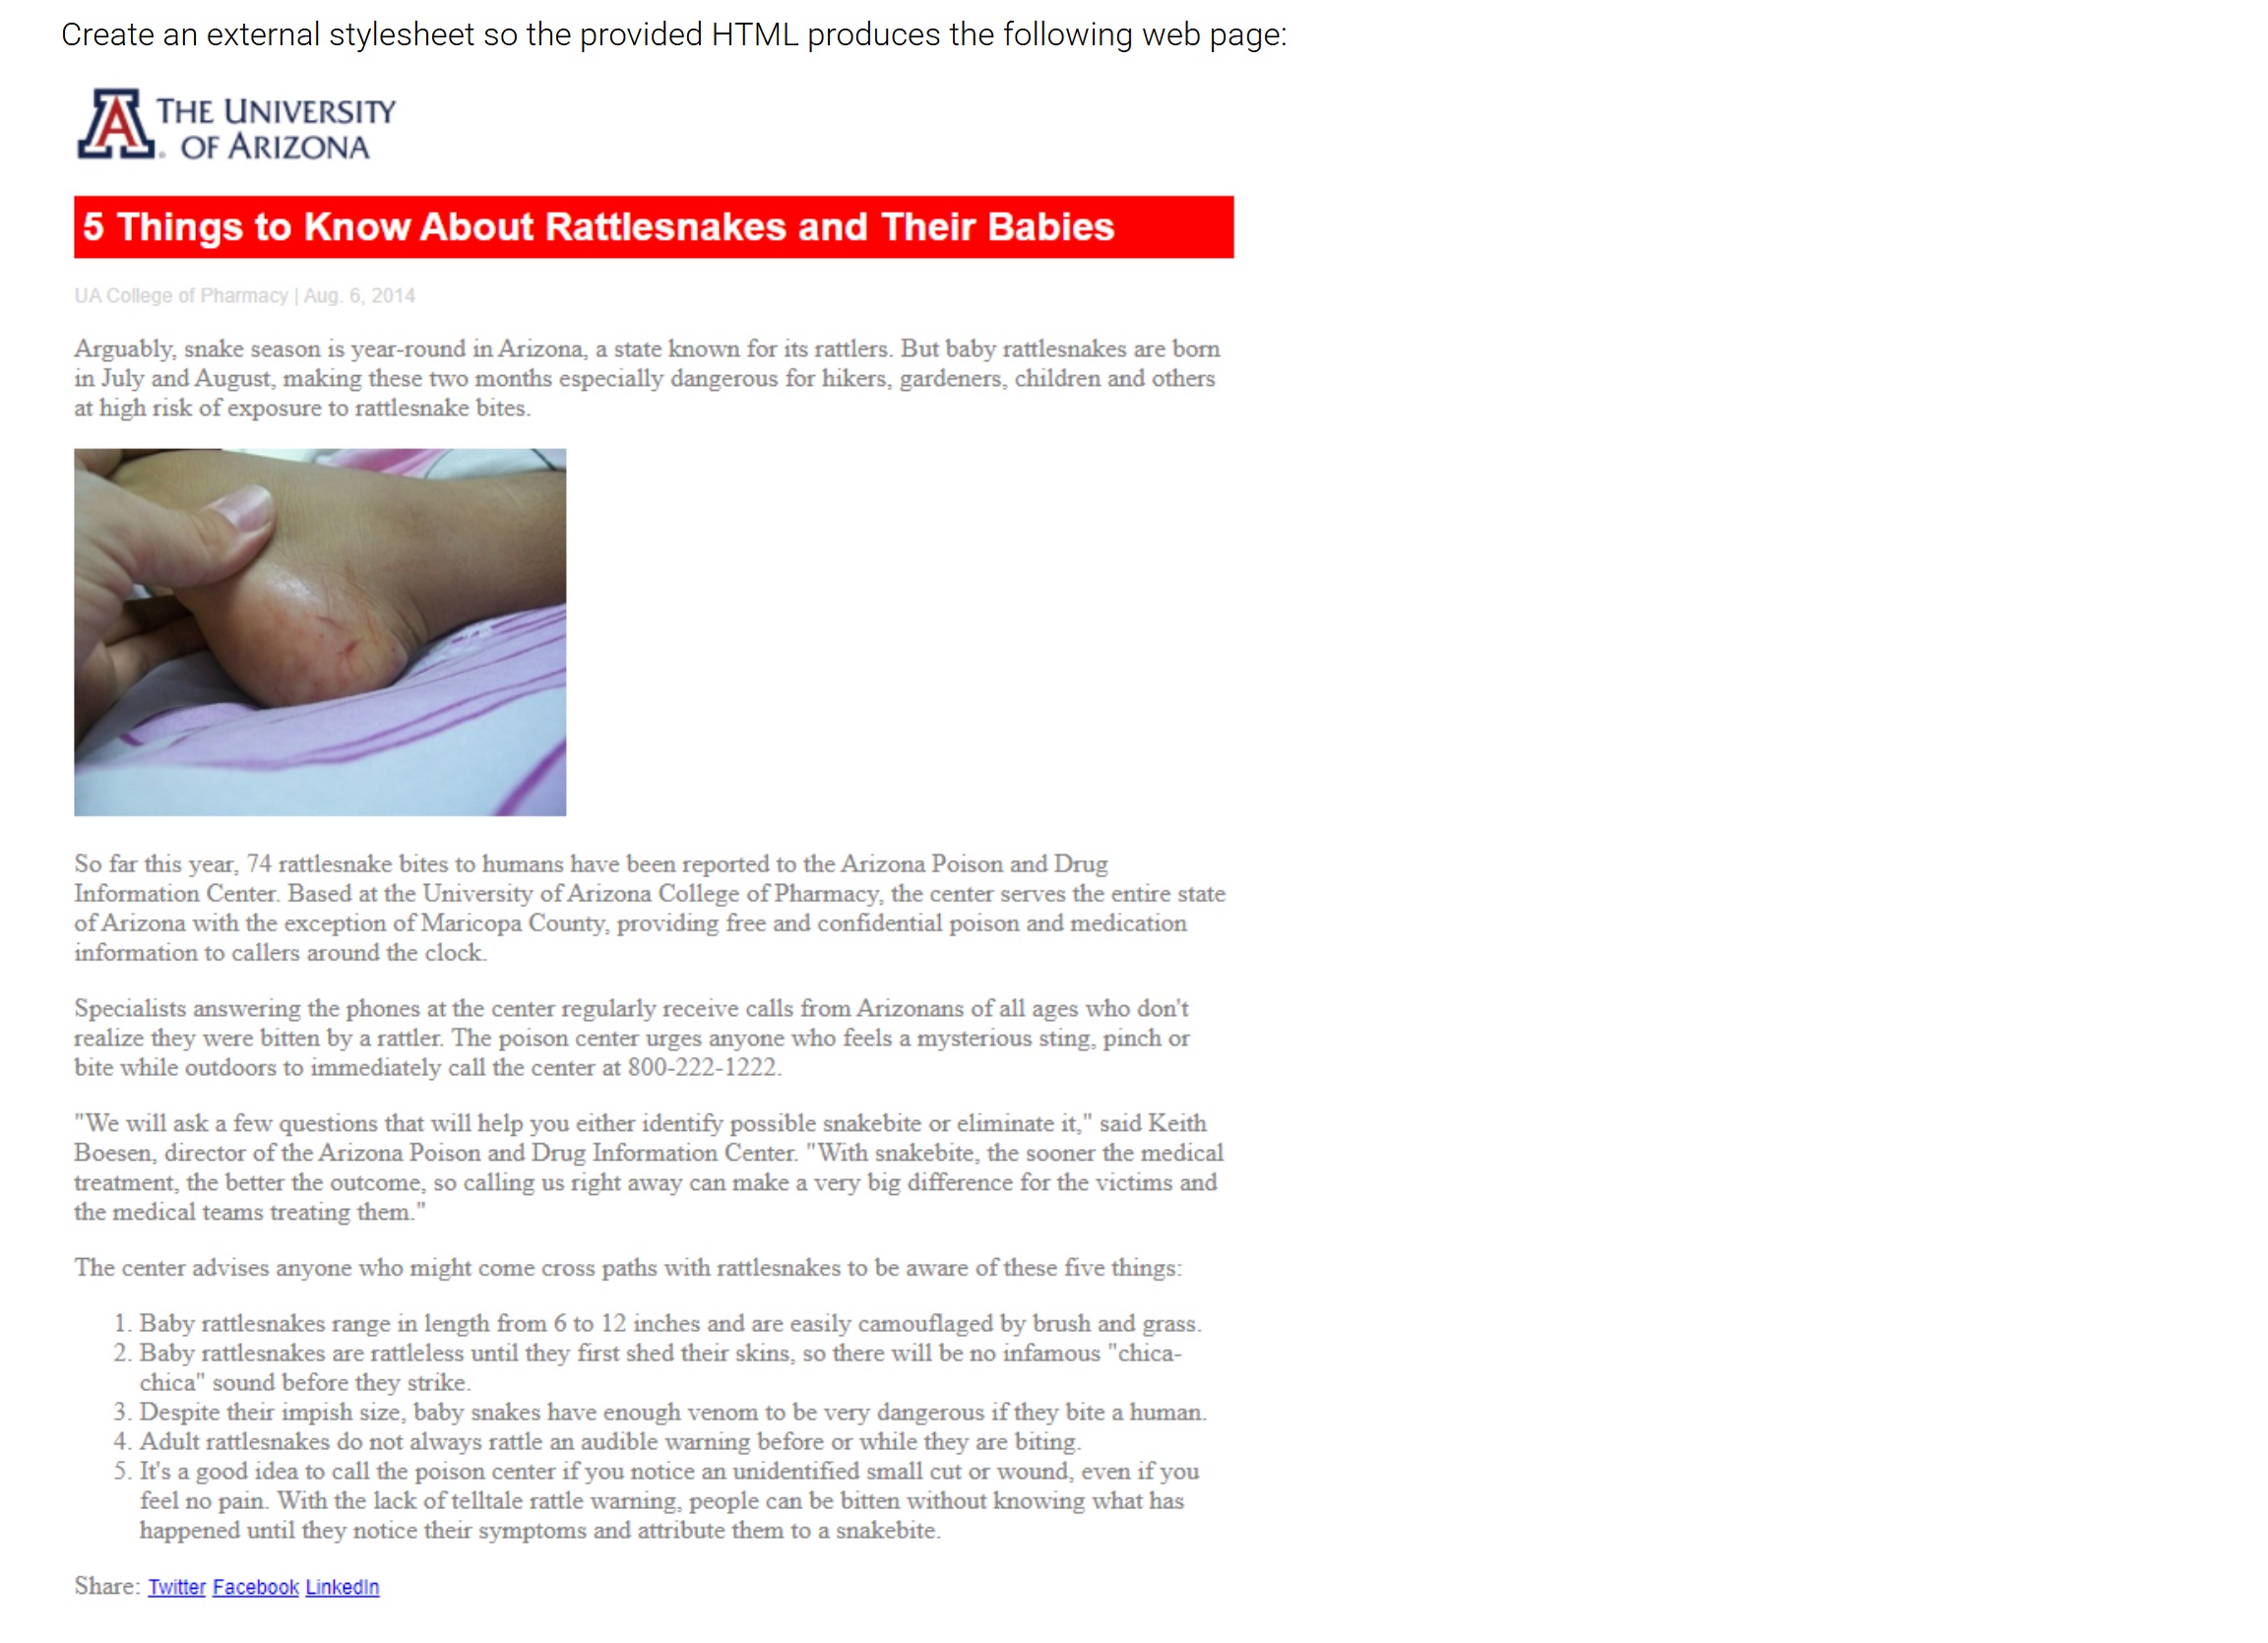 Create an external stylesheet so the provided HTML produces the following web page:
THE UNIVERSITY
OF ARIZONA
5 Things to Know About Rattlesnakes and Their Babies
UA College of Pharmacy | Aug. 6, 2014
Arguably, snake season is year-round in Arizona, a state known for its rattlers. But baby rattlesnakes are born
in July and August, making these two months especially dangerous for hikers, gardeners, children and others
at high risk of exposure to rattlesnake bites.
So far this year, 74 rattlesnake bites to humans have been reported to the Arizona Poison and Drug
Information Center. Based at the University of Arizona College of Pharmacy, the center serves the entire state
of Arizona with the exception of Maricopa County, providing free and confidential poison and medication
information to callers around the clock.
Specialists answering the phones at the center regularly receive calls from Arizonans of all ages who don't
realize they were bitten by a rattler. The poison center urges anyone who feels a mysterious sting, pinch or
bite while outdoors to immediately call the center at 800-222-1222.
"We will ask a few questions that will help you either identify possible snakebite or eliminate it," said Keith
Boesen, director of the Arizona Poison and Drug Information Center. "With snakebite, the sooner the medical
treatment, the better the outcome, so calling us right away can make a very big difference for the victims and
the medical teams treating them."
The center advises anyone who might come cross paths with rattlesnakes to be aware of these five things:
1. Baby rattlesnakes range in length from 6 to 12 inches and are easily camouflaged by brush and grass.
2. Baby rattlesnakes are rattleless until they first shed their skins, so there will be no infamous "chica-
chica" sound before they strike.
3. Despite their impish size, baby snakes have enough venom to be very dangerous if they bite a human.
4. Adult rattlesnakes do not always rattle an audible warning before or while they are biting.
5. It's a good idea to call the poison center if you notice an unidentified small cut or wound, even if you
feel no pain. With the lack of telltale rattle warning, people can be bitten without knowing what has
happened until they notice their symptoms and attribute them to a snakebite.
Share: Twitter Facebook LinkedIn